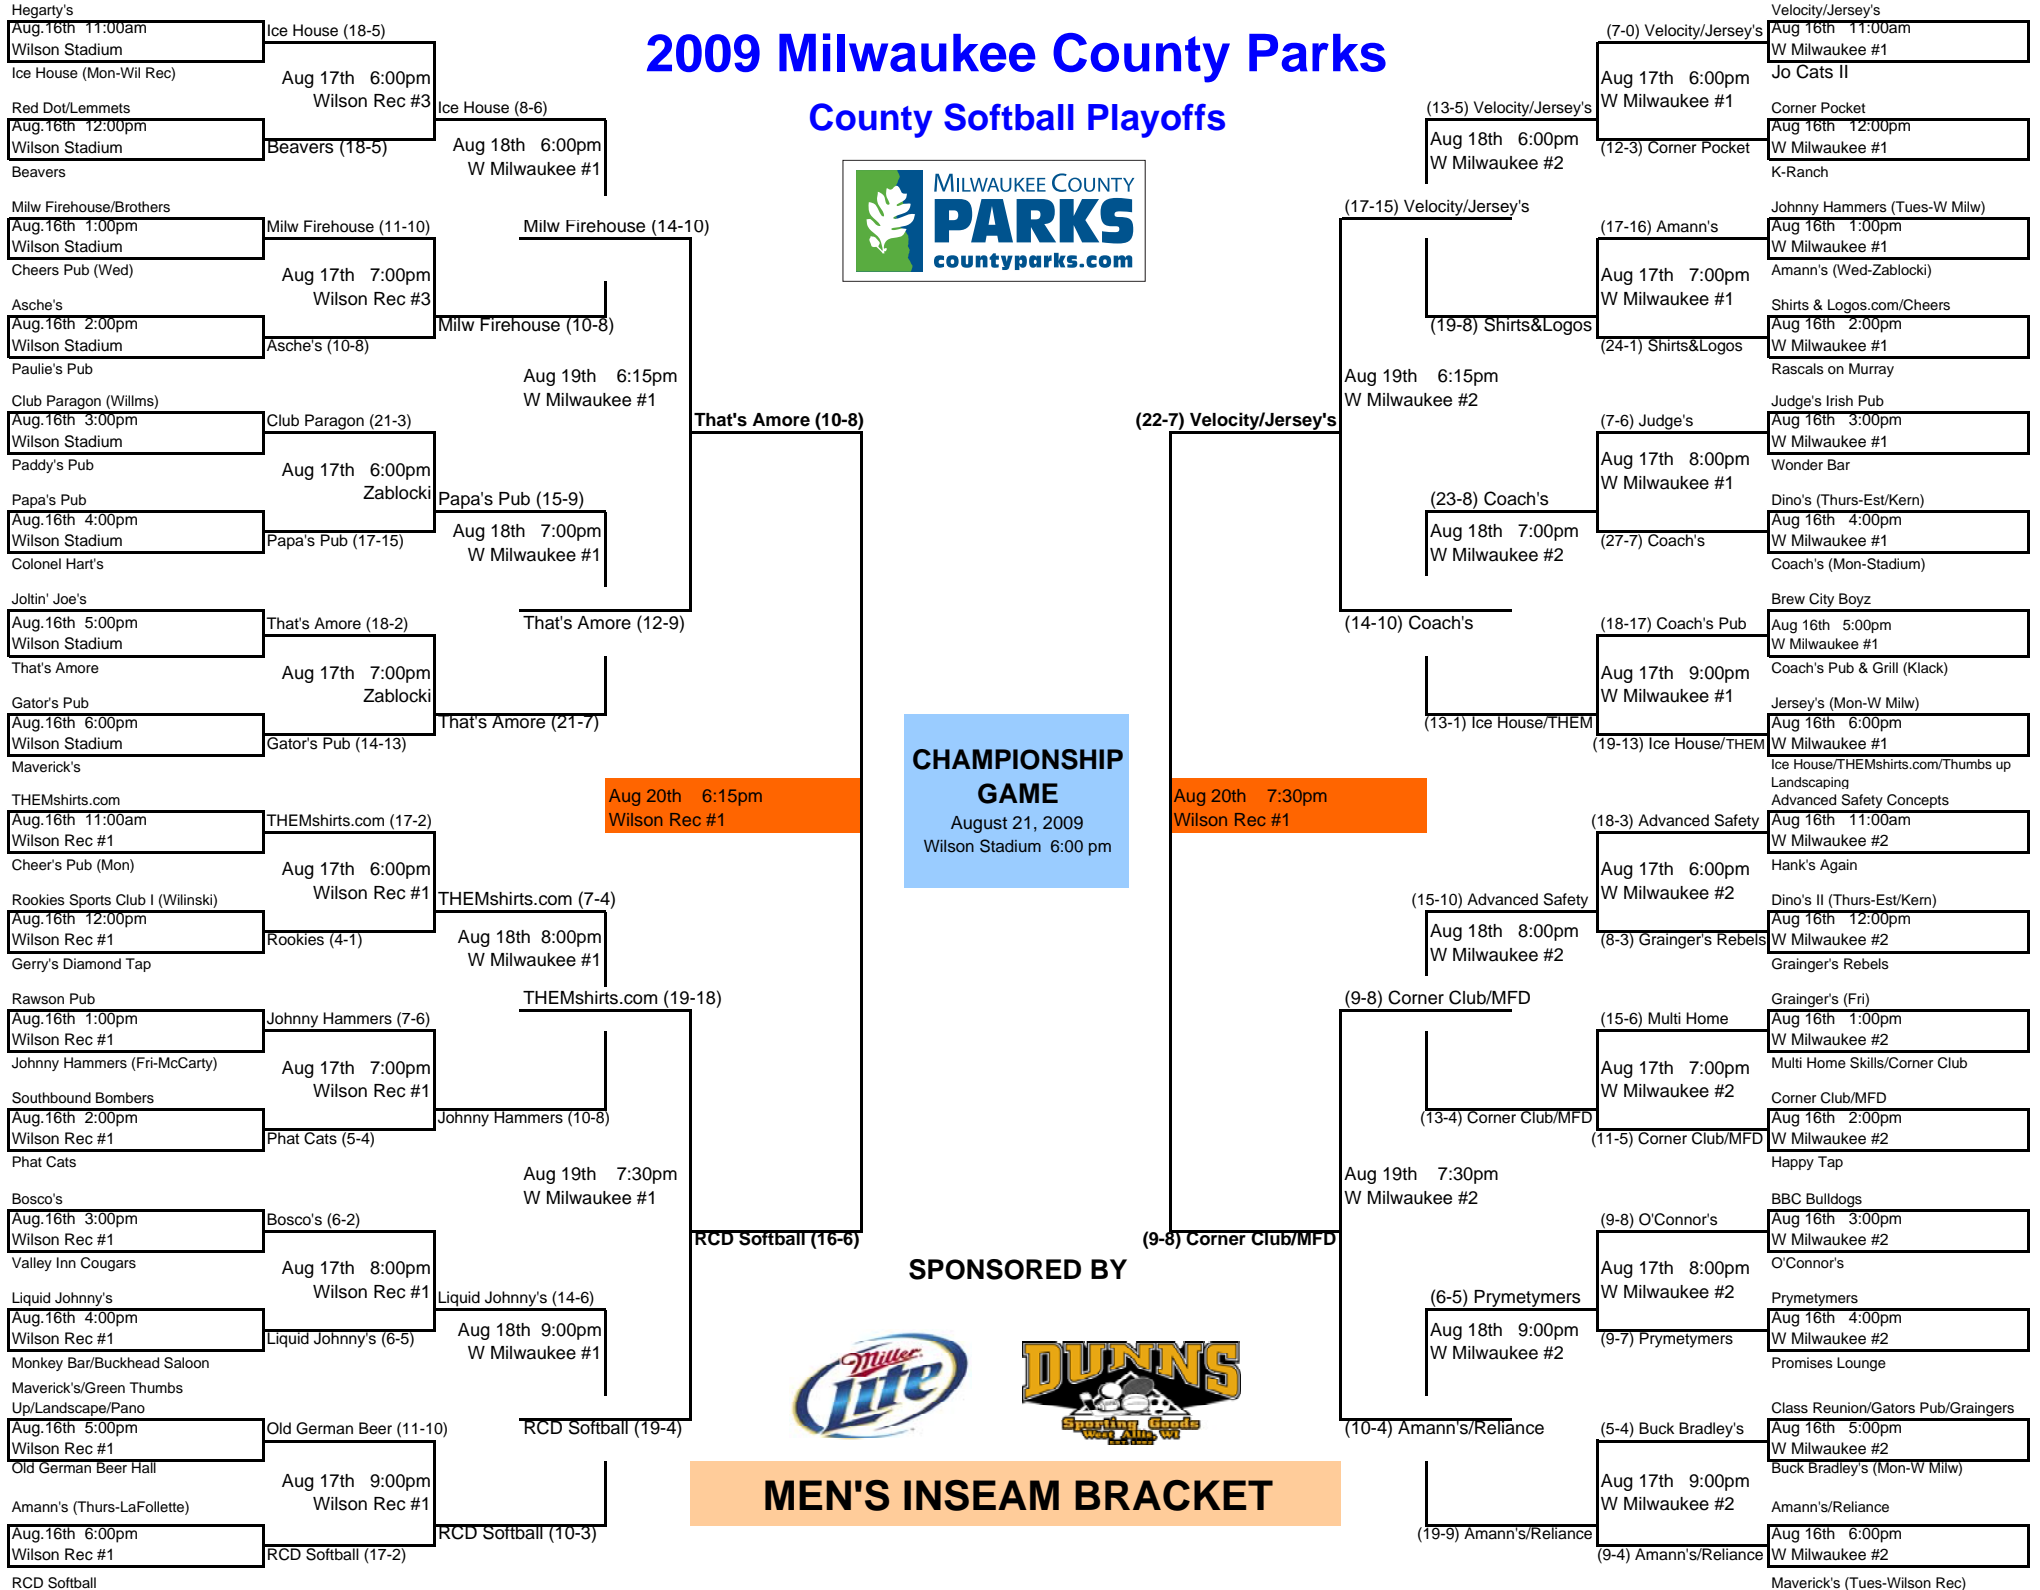 2009 Milwaukee County Parks
County Softball Playoffs
MILWAUKEE COUNTY
PARKS
countyparks.com
Hegarty's
Aug.16th 11:00am
Wilson Stadium
Ice House (Mon-Wil Rec)
Red Dot/Lemmets
Aug.16th 12:00pm
Wilson Stadium
Beavers
Milw Firehouse/Brothers
Aug.16th 1:00pm
Wilson Stadium
Cheers Pub (Wed)
Asche's
Aug.16th 2:00pm
Wilson Stadium
Paulie's Pub
Club Paragon (Willms)
Aug.16th 3:00pm
Wilson Stadium
Paddy's Pub
Papa's Pub
Aug.16th 4:00pm
Wilson Stadium
Colonel Hart's
Joltin' Joe's
Aug.16th 5:00pm
Wilson Stadium
That's Amore
Gator's Pub
Aug.16th 6:00pm
Wilson Stadium
Maverick's
THEMshirts.com
Aug.16th 11:00am
Wilson Rec #1
Cheer's Pub (Mon)
Rookies Sports Club I (Wilinski)
Aug.16th 12:00pm
Wilson Rec #1
Gerry's Diamond Tap
Rawson Pub
Aug.16th 1:00pm
Wilson Rec #1
Johnny Hammers (Fri-McCarty)
Southbound Bombers
Aug.16th 2:00pm
Wilson Rec #1
Phat Cats
Bosco's
Aug.16th 3:00pm
Wilson Rec #1
Valley Inn Cougars
Liquid Johnny's
Aug.16th 4:00pm
Wilson Rec #1
Monkey Bar/Buckhead Saloon
Maverick's/Green Thumbs
Up/Landscape/Pano
Aug.16th 5:00pm
Wilson Rec #1
Old German Beer Hall
Amann's (Thurs-LaFollette)
Aug.16th 6:00pm
Wilson Rec #1
RCD Softball
Ice House (18-5)
Aug 17th 6:00pm
Wilson Rec #3
Beavers (18-5)
Milw Firehouse (11-10)
Aug 17th 7:00pm
Wilson Rec #3
Asche's (10-8)
Club Paragon (21-3)
Aug 17th 6:00pm
Zablocki
Papa's Pub (17-15)
That's Amore (18-2)
Aug 17th 7:00pm
Zablocki
Gator's Pub (14-13)
THEMshirts.com (17-2)
Aug 17th 6:00pm
Wilson Rec #1
Rookies (4-1)
Johnny Hammers (7-6)
Aug 17th 7:00pm
Wilson Rec #1
Phat Cats (5-4)
Bosco's (6-2)
Aug 17th 8:00pm
Wilson Rec #1
Liquid Johnny's (6-5)
Old German Beer (11-10)
Aug 17th 9:00pm
Wilson Rec #1
RCD Softball (17-2)
Ice House (8-6)
Aug 18th 6:00pm
W Milwaukee #1
Milw Firehouse (10-8)
Papa's Pub (15-9)
Aug 18th 7:00pm
W Milwaukee #1
That's Amore (21-7)
THEMshirts.com (7-4)
Aug 18th 8:00pm
W Milwaukee #1
Johnny Hammers (10-8)
Liquid Johnny's (14-6)
Aug 18th 9:00pm
W Milwaukee #1
RCD Softball (10-3)
Milw Firehouse (14-10)
Aug 19th 6:15pm
W Milwaukee #1
That's Amore (12-9)
THEMshirts.com (19-18)
Aug 19th 7:30pm
W Milwaukee #1
RCD Softball (19-4)
That's Amore (10-8)
Aug 20th 6:15pm
Wilson Rec #1
RCD Softball (16-6)
CHAMPIONSHIP
GAME
August 21, 2009
Wilson Stadium 6:00 pm
(22-7) Velocity/Jersey's
Aug 20th 7:30pm
Wilson Rec #1
(9-8) Corner Club/MFD
(17-15) Velocity/Jersey's
Aug 19th 6:15pm
W Milwaukee #2
(14-10) Coach's
(9-8) Corner Club/MFD
Aug 19th 7:30pm
W Milwaukee #2
(10-4) Amann's/Reliance
(13-5) Velocity/Jersey's
Aug 18th 6:00pm
W Milwaukee #2
(19-8) Shirts&Logos
(23-8) Coach's
Aug 18th 7:00pm
W Milwaukee #2
(13-1) Ice House/THEM
(15-10) Advanced Safety
Aug 18th 8:00pm
W Milwaukee #2
(13-4) Corner Club/MFD
(6-5) Prymetymers
Aug 18th 9:00pm
W Milwaukee #2
(19-9) Amann's/Reliance
(7-0) Velocity/Jersey's
Aug 17th 6:00pm
W Milwaukee #1
(12-3) Corner Pocket
(17-16) Amann's
Aug 17th 7:00pm
W Milwaukee #1
(24-1) Shirts&Logos
(7-6) Judge's
Aug 17th 8:00pm
W Milwaukee #1
(27-7) Coach's
(18-17) Coach's Pub
Aug 17th 9:00pm
W Milwaukee #1
(19-13) Ice House/THEM
(18-3) Advanced Safety
Aug 17th 6:00pm
W Milwaukee #2
(8-3) Grainger's Rebels
(15-6) Multi Home
Aug 17th 7:00pm
W Milwaukee #2
(11-5) Corner Club/MFD
(9-8) O'Connor's
Aug 17th 8:00pm
W Milwaukee #2
(9-7) Prymetymers
(5-4) Buck Bradley's
Aug 17th 9:00pm
W Milwaukee #2
(9-4) Amann's/Reliance
Velocity/Jersey's
Aug 16th 11:00am
W Milwaukee #1
Jo Cats II
Corner Pocket
Aug 16th 12:00pm
W Milwaukee #1
K-Ranch
Johnny Hammers (Tues-W Milw)
Aug 16th 1:00pm
W Milwaukee #1
Amann's (Wed-Zablocki)
Shirts & Logos.com/Cheers
Aug 16th 2:00pm
W Milwaukee #1
Rascals on Murray
Judge's Irish Pub
Aug 16th 3:00pm
W Milwaukee #1
Wonder Bar
Dino's (Thurs-Est/Kern)
Aug 16th 4:00pm
W Milwaukee #1
Coach's (Mon-Stadium)
Brew City Boyz
Aug 16th 5:00pm
W Milwaukee #1
Coach's Pub & Grill (Klack)
Jersey's (Mon-W Milw)
Aug 16th 6:00pm
W Milwaukee #1
Ice House/THEMshirts.com/Thumbs up
Landscaping
Advanced Safety Concepts
Aug 16th 11:00am
W Milwaukee #2
Hank's Again
Dino's II (Thurs-Est/Kern)
Aug 16th 12:00pm
W Milwaukee #2
Grainger's Rebels
Grainger's (Fri)
Aug 16th 1:00pm
W Milwaukee #2
Multi Home Skills/Corner Club
Corner Club/MFD
Aug 16th 2:00pm
W Milwaukee #2
Happy Tap
BBC Bulldogs
Aug 16th 3:00pm
W Milwaukee #2
O'Connor's
Prymetymers
Aug 16th 4:00pm
W Milwaukee #2
Promises Lounge
Class Reunion/Gators Pub/Graingers
Aug 16th 5:00pm
W Milwaukee #2
Buck Bradley's (Mon-W Milw)
Amann's/Reliance
Aug 16th 6:00pm
W Milwaukee #2
Maverick's (Tues-Wilson Rec)
SPONSORED BY
Miller
Lite
DUNNS
Sporting Goods
West Allis, WI
MEN'S INSEAM BRACKET